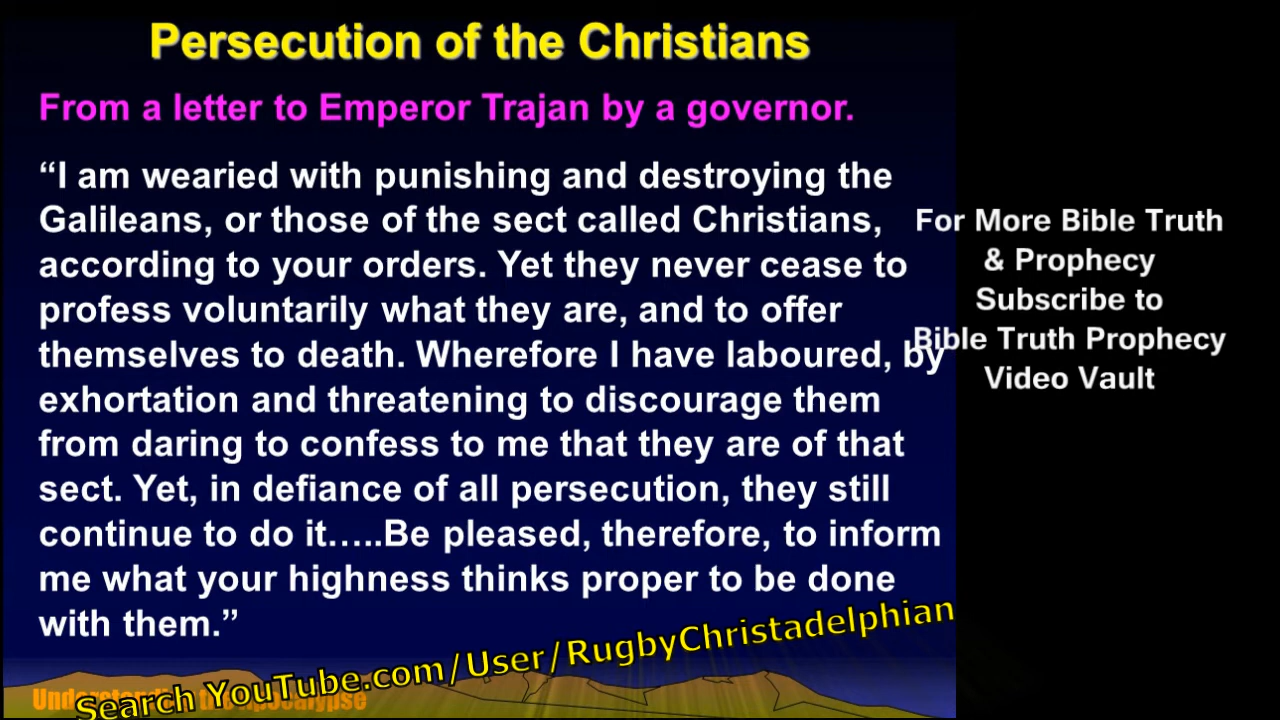 Persecution of the Christians
From a letter to Emperor Trajan by a governor.
“I am wearied with punishing and destroying the
Galileans, or those of the sect called Christians,
according to your orders. Yet they never cease to
profess voluntarily what they are, and to offer
themselves to death. Wherefore I have laboured, by
exhortation and threatening to discourage them
from daring to confess to me that they are of that
sect. Yet, in defiance of all persecution, they still
continue to do it…..Be pleased, therefore, to inform
me what your highness thinks proper to be done
with them.”
For More Bible Truth
& Prophecy
Subscribe to
Bible Truth Prophecy
Video Vault
Search YouTube.com/User/RugbyChristadelphian
Understanding the Apocalypse